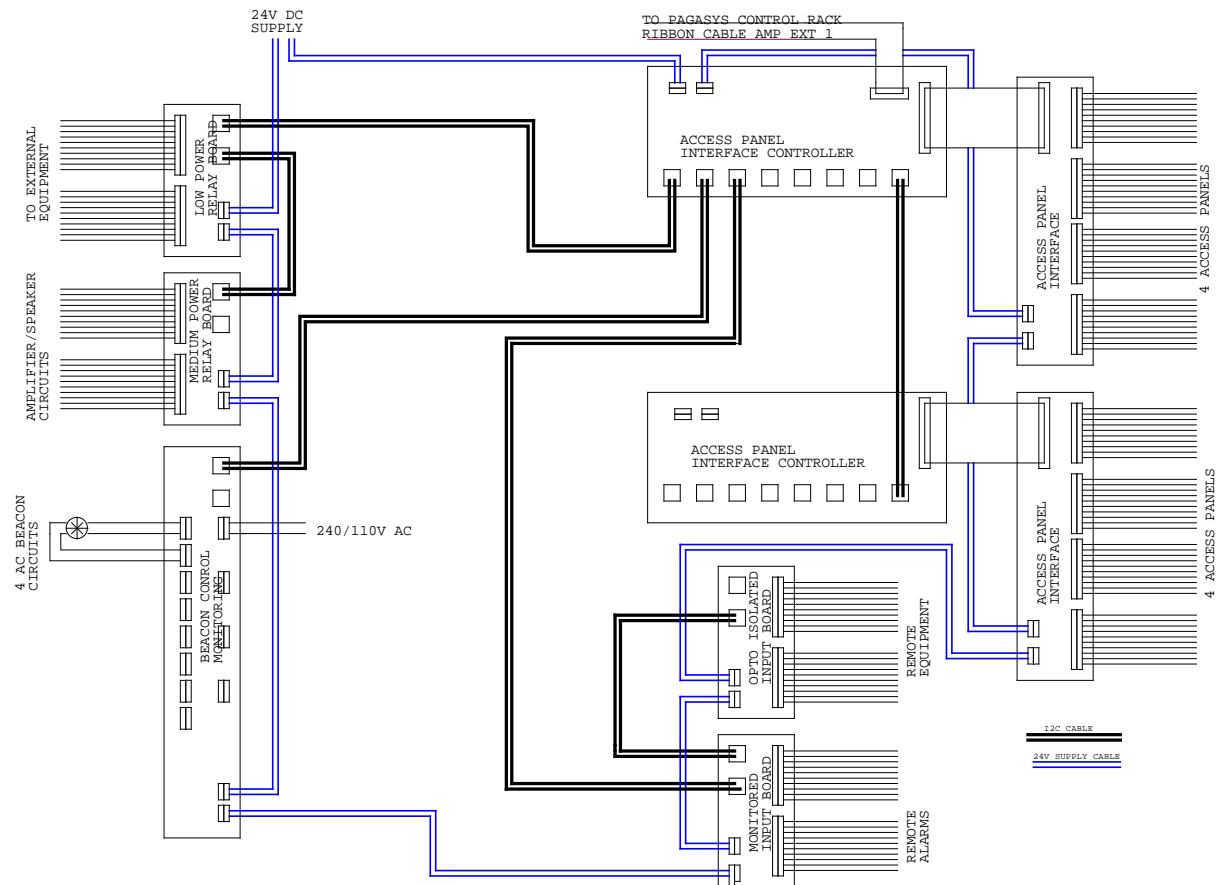 24V DC
SUPPLY
TO PAGASYS CONTROL RACK
RIBBON CABLE AMP EXT 1
ACCESS PANEL
INTERFACE CONTROLLER
TO EXTERNAL
EQUIPMENT
LOW POWER
RELAY BOARD
ACCESS PANEL
INTERFACE
4 ACCESS PANELS
AMPLIFIER/SPEAKER
CIRCUITS
MEDIUM POWER
RELAY BOARD
ACCESS PANEL
INTERFACE CONTROLLER
4 AC BEACON
CIRCUITS
240/110V AC
BEACON CONROL
MONITORING
ACCESS PANEL
INTERFACE
4 ACCESS PANELS
OPTO ISOLATED
INPUT BOARD
REMOTE
EQUIPMENT
I2C CABLE
24V SUPPLY CABLE
MONITORED
INPUT BOARD
REMOTE
ALARMS